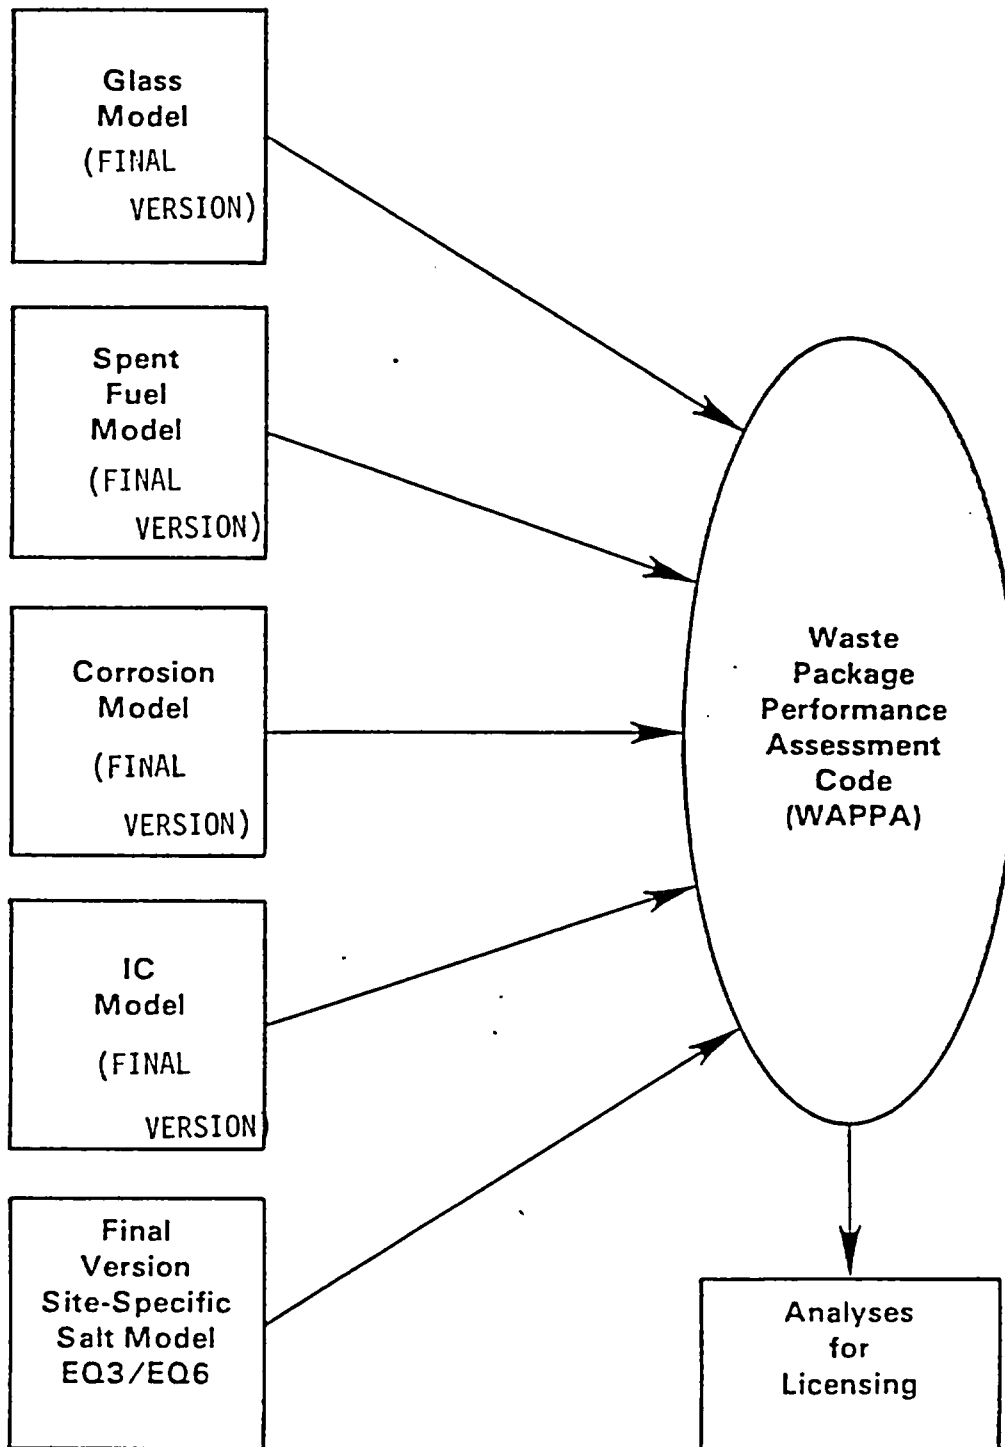 Glass
Model
(FINAL
VERSION)
Spent
Fuel
Model
(FINAL
VERSION)
Corrosion
Model
(FINAL
VERSION)
IC
Model
(FINAL
VERSION)
Final
Version
Site-Specific
Salt Model
EQ3/EQ6
Waste
Package
Performance
Assessment
Code
(WAPPA)
Analyses
for
Licensing